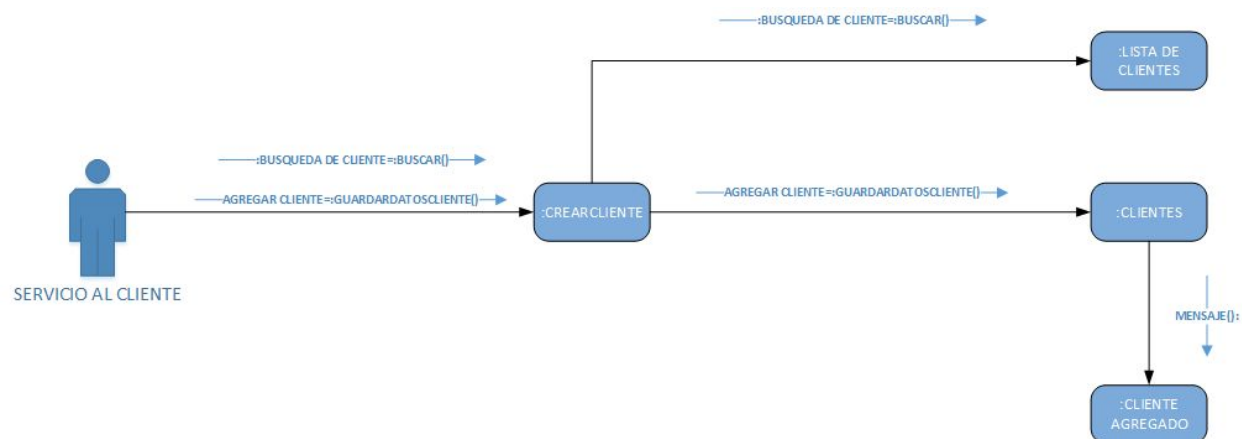 :BUSQUEDA DE CLIENTE=:BUSCAR()
:LISTA DE
CLIENTES
:BUSQUEDA DE CLIENTE=:BUSCAR()
AGREGAR CLIENTE=:GUARDARDATOSCLIENTE()
:CREARCLIENTE
AGREGAR CLIENTE=:GUARDARDATOSCLIENTE()
:CLIENTES
SERVICIO AL CLIENTE
MENSAJE():
:CLIENTE
AGREGADO